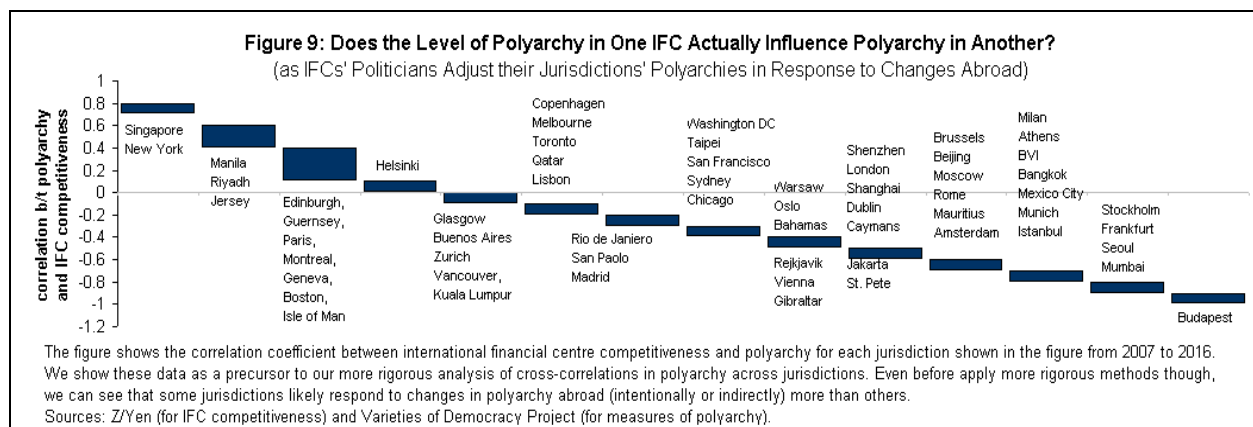 Figure 9: Does the Level of Polyarchy in One IFC Actually Influence Polyarchy in Another?
(as IFCs' Politicians Adjust their Jurisdictions' Polyarchies in Response to Changes Abroad)
correlation b/t polyarchy
and IFC competitiveness
1
0.8
0.6
0.4
0.2
0
-0.2
-0.4
-0.6
-0.8
-1
-1.2
Singapore
New York
Manila
Riyadh
Jersey
Edinburgh,
Guernsey,
Paris,
Montreal,
Geneva,
Boston,
Isle of Man
Helsinki
Glasgow
Buenos Aires
Zurich
Vancouver,
Kuala Lumpur
Copenhagen
Melbourne
Toronto
Qatar
Lisbon
Rio de Janiero
San Paolo
Madrid
Washington DC
Taipei
San Francisco
Sydney
Chicago
Warsaw
Oslo
Bahamas
Rejkjavik
Vienna
Gibraltar
Shenzhen
London
Shanghai
Dublin
Caymans
Jakarta
St. Pete
Brussels
Beijing
Moscow
Rome
Mauritius
Amsterdam
Milan
Athens
BVI
Bangkok
Mexico City
Munich
Istanbul
Stockholm
Frankfurt
Seoul
Mumbai
Budapest
The figure shows the correlation coefficient between international financial centre competitiveness and polyarchy for each jurisdiction shown in the figure from 2007 to 2016.
We show these data as a precursor to our more rigorous analysis of cross-correlations in polyarchy across jurisdictions. Even before apply more rigorous methods though,
we can see that some jurisdictions likely respond to changes in polyarchy abroad (intentionally or indirectly) more than others.
Sources: Z/Yen (for IFC competitiveness) and Varieties of Democracy Project (for measures of polyarchy).